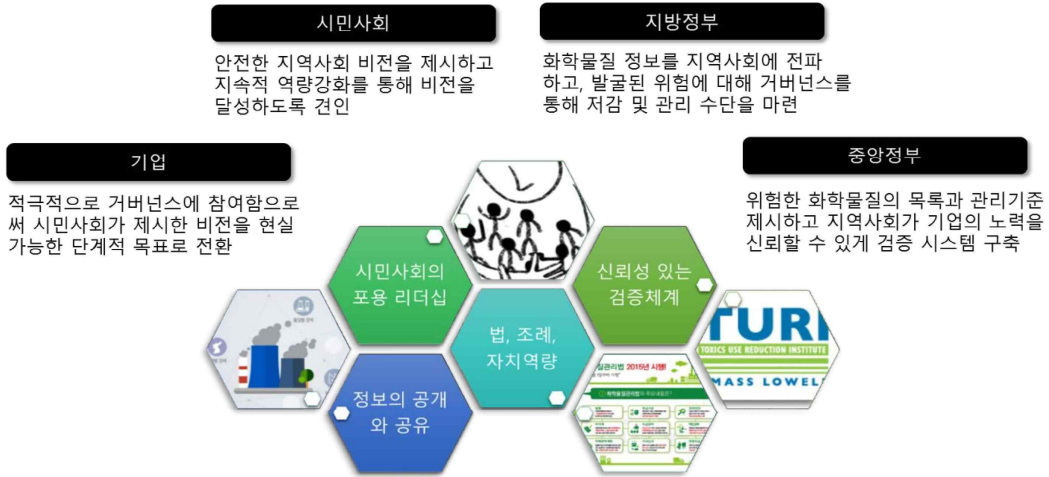 시민사회
안전한 지역사회 비전을 제시하고
지속적 역량강화를 통해 비전을
달성하도록 견인
지방정부
화학물질 정보를 지역사회에 전파
하고, 발굴된 위험에 대해 거버넌스를
통해 저감 및 관리 수단을 마련
기업
적극적으로 거버넌스에 참여함으로
써 시민사회가 제시한 비전을 현실
가능한 단계적 목표로 전환
중앙정부
위험한 화학물질의 목록과 관리기준
제시하고 지역사회가 기업의 노력을
신뢰할 수 있게 검증 시스템 구축
시민사회의
포용 리더십
신뢰성 있는
검증체계
법, 조례,
자치역량
정보의 공개
와 공유
TURI
TOXICS USE REDUCTION INSTITUTE
MASS LOWELL
질관리법 2015년 시행!